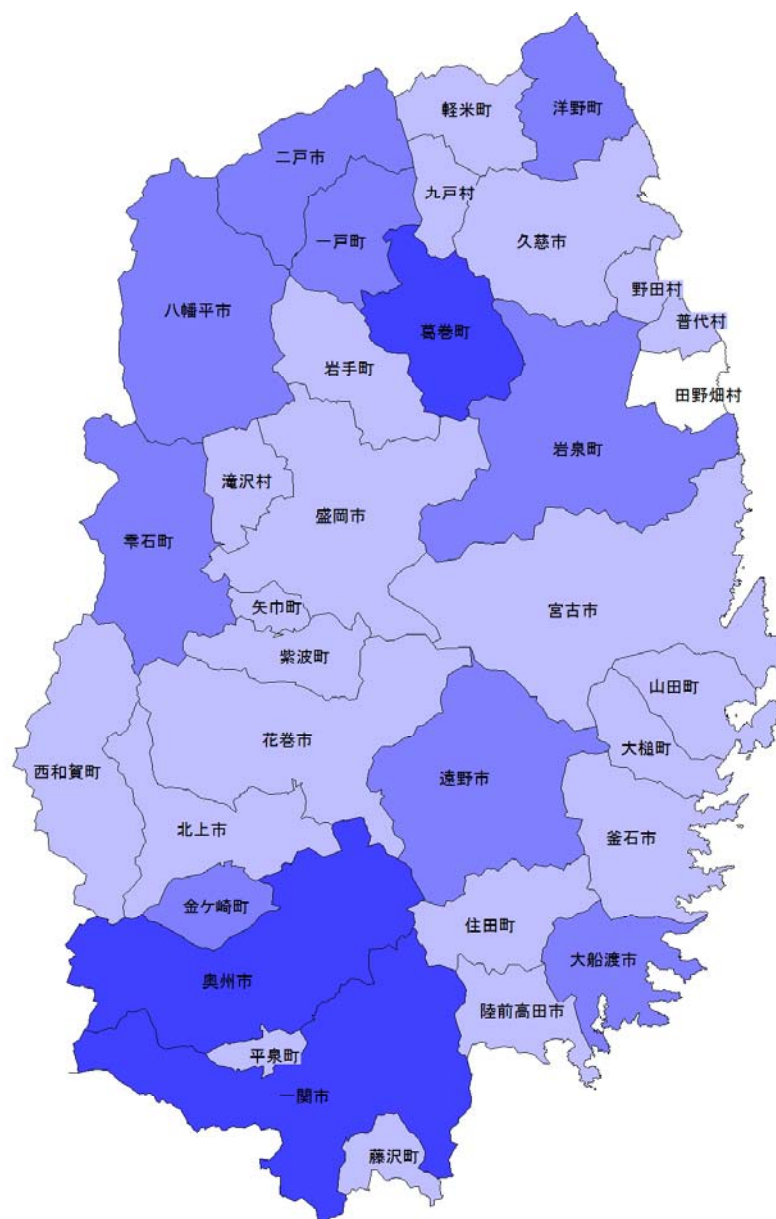 軽米町
洋野町
二戸市
九戸村
一戸町
久慈市
野田村
普代村
八幡平市
葛巻町
岩手町
田野畑村
岩泉町
滝沢村
盛岡市
雫石町
矢巾町
宮古市
紫波町
山田町
花巻市
大槌町
西和賀町
遠野市
北上市
釜石市
金ケ崎町
住田町
大船渡市
奥州市
陸前高田市
平泉町
一関市
藤沢町